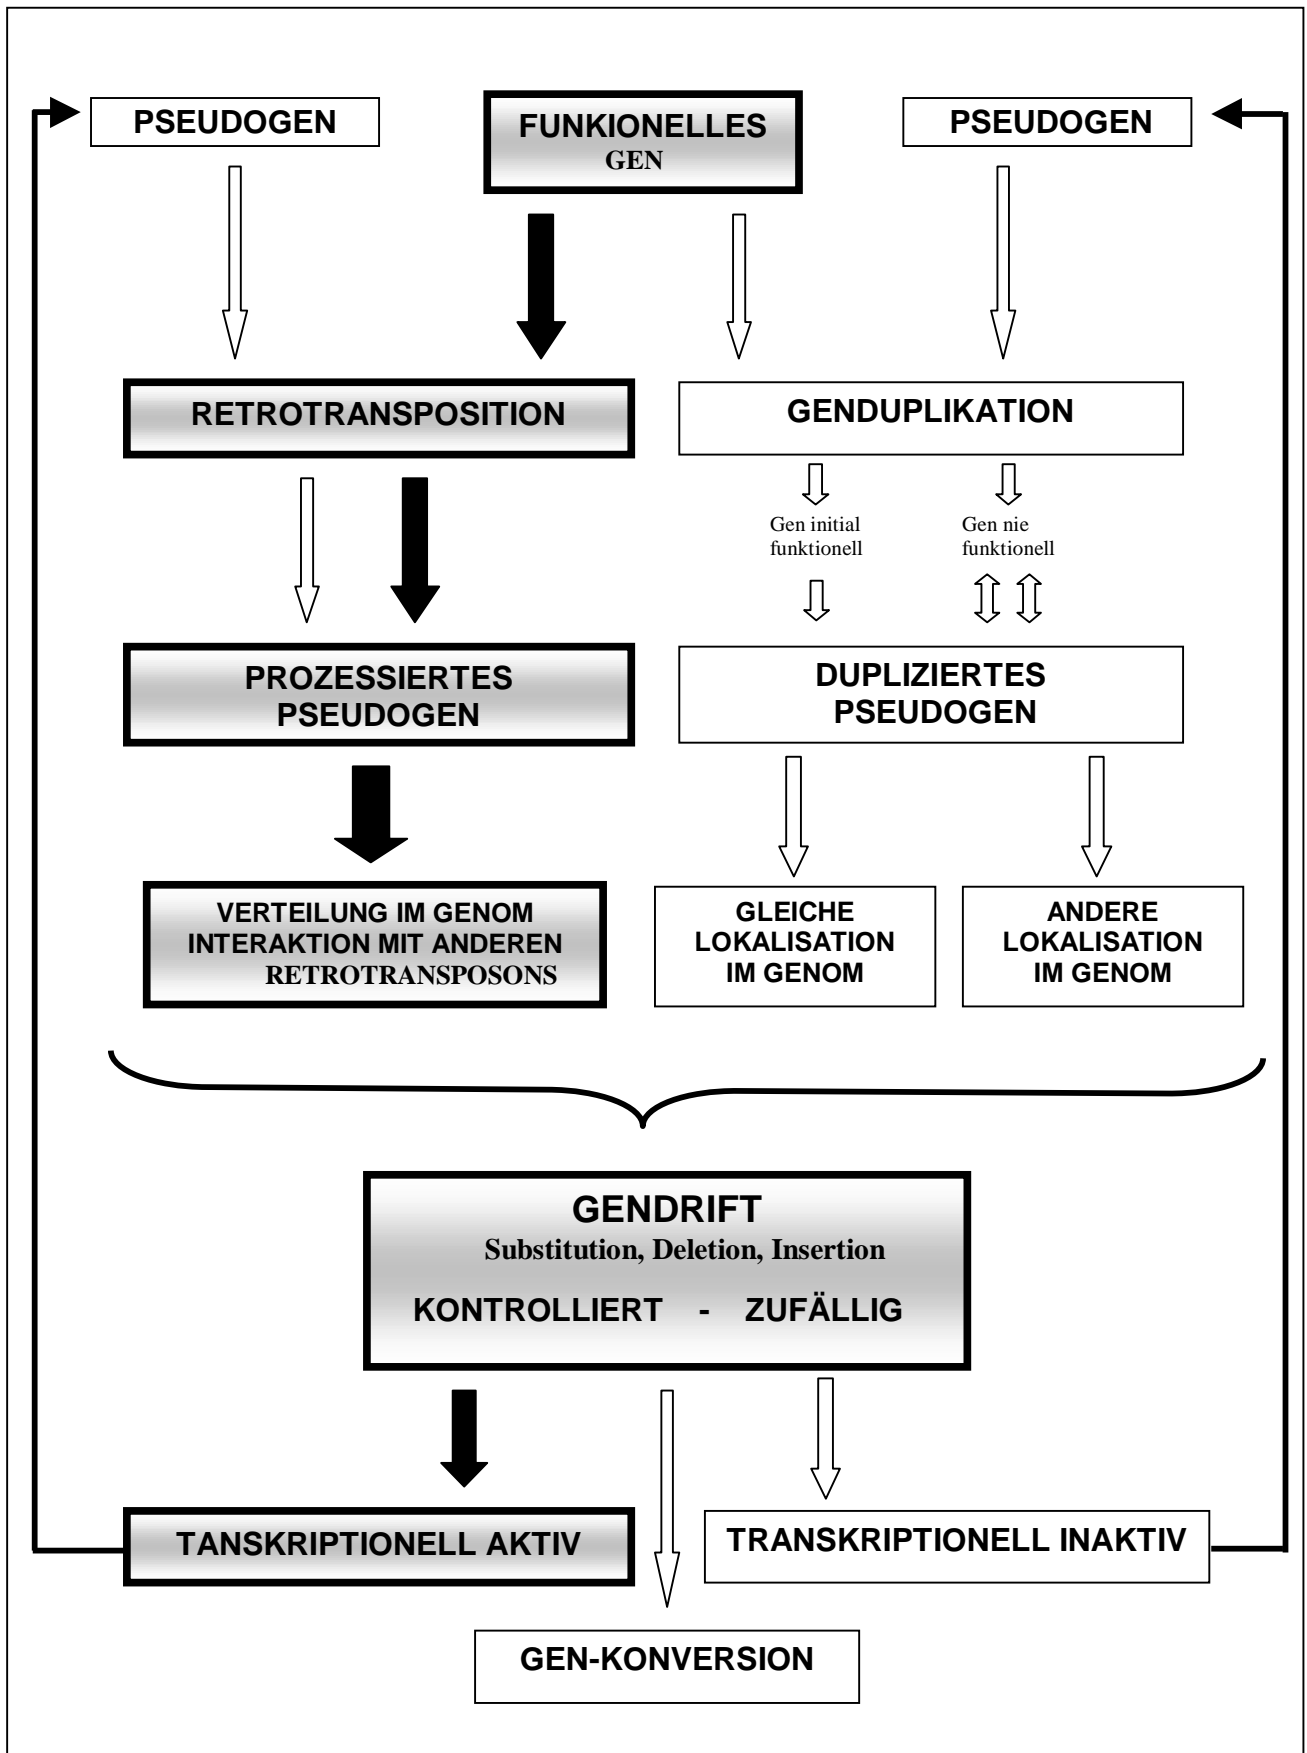 PSEUDOGEN
FUNKIONELLES
GEN
PSEUDOGEN
RETROTRANSPOSITION
GENDUPLIKATION
Gen initial
funktionell
Gen nie
funktionell
PROZESSIERTES
PSEUDOGEN
DUPLIZIERTES
PSEUDOGEN
VERTEILUNG IM GENOM
INTERAKTION MIT ANDEREN
RETROTRANSPOSONS
GLEICHE
LOKALISATION
IM GENOM
ANDERE
LOKALISATION
IM GENOM
GENDRIFT
Substitution, Deletion, Insertion
KONTROLLIERT - ZUFÄLLIG
TANSKRIPTIONELL AKTIV
TRANSKRIPTIONELL INAKTIV
GEN-KONVERSION